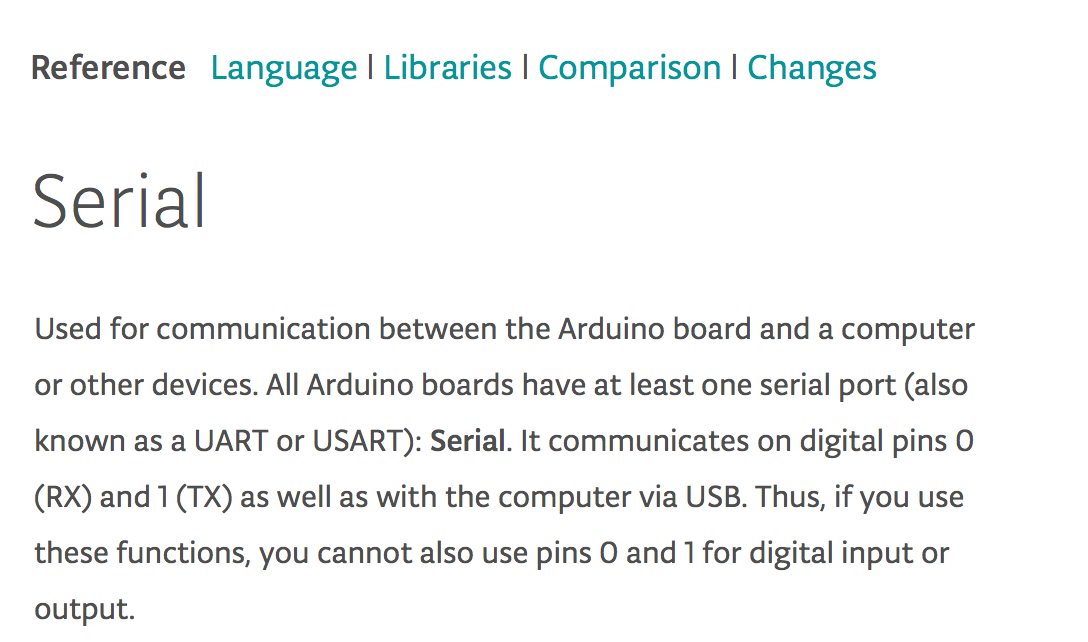 Reference Language | Libraries | Comparison | Changes
Serial
Used for communication between the Arduino board and a computer
or other devices. All Arduino boards have at least one serial port (also
known as a UART or USART): Serial. It communicates on digital pins 0
(RX) and 1 (TX) as well as with the computer via USB. Thus, if you use
these functions, you cannot also use pins 0 and 1 for digital input or
output.